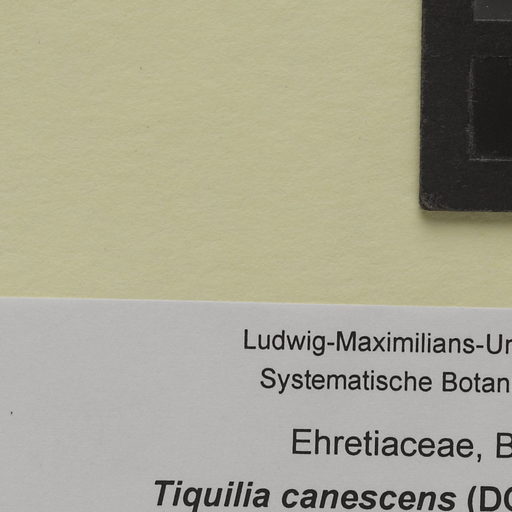 Ludwig-Maximilians-Un
Systematische Botan
Ehretiaceae, B
Tiquilia canescens (DC